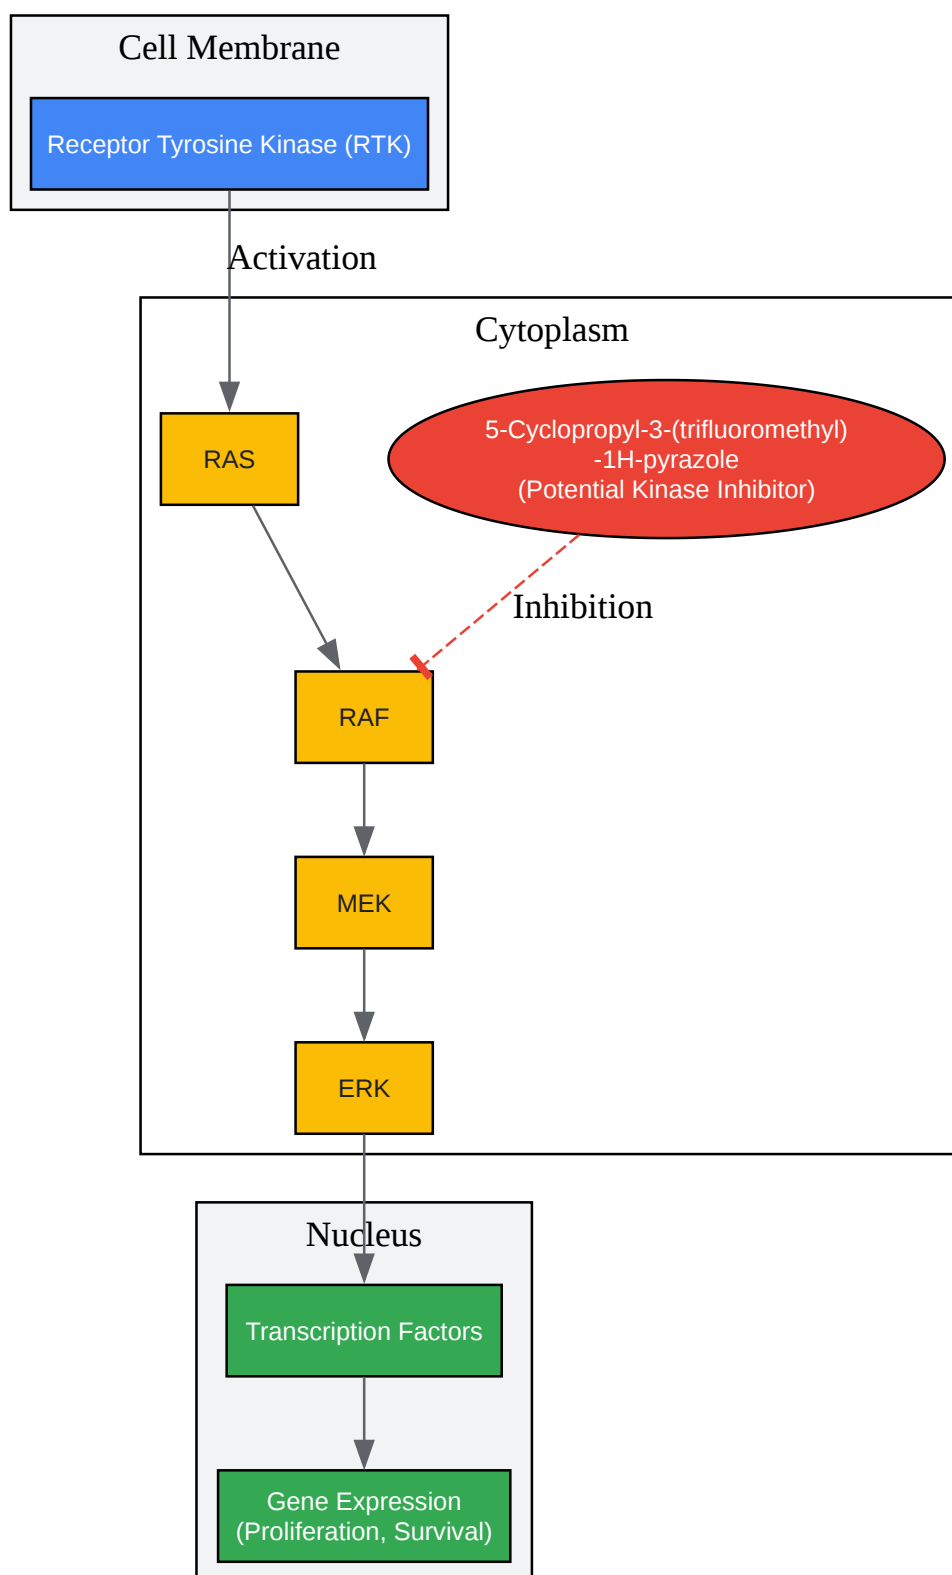 Cell Membrane
Receptor Tyrosine Kinase (RTK)
Activation
Cytoplasm
RAS
5-Cyclopropyl-3-(trifluoromethyl)
-1H-pyrazole
(Potential Kinase Inhibitor)
Inhibition
RAF
MEK
ERK
Nucleus
Transcription Factors
Gene Expression
(Proliferation, Survival)